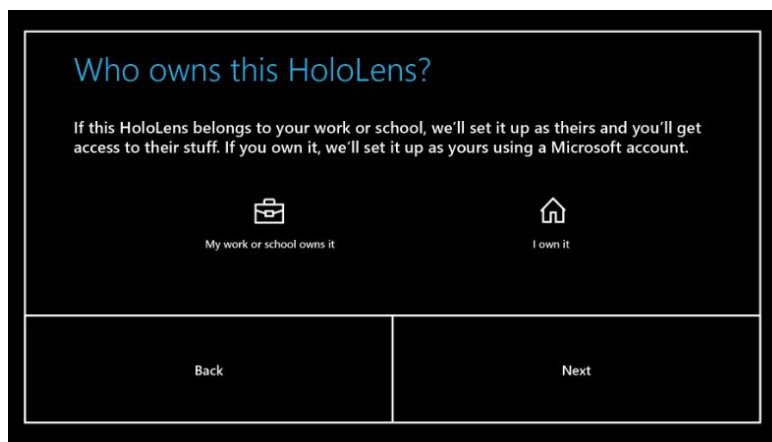 Who owns this HoloLens?
If this HoloLens belongs to your work or school, we'll set it up as theirs and you'll get
access to their stuff. If you own it, we'll set it up as yours using a Microsoft account.
My work or school owns it
I own it
Back
Next